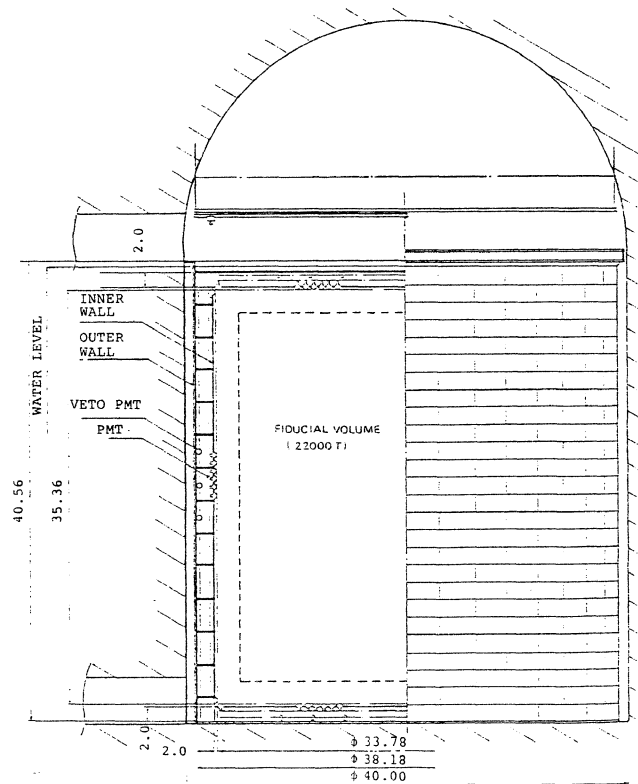 2.0
INNER
WALL
OUTER
WALL
WATER LEVEL
VETO PMT
PMT
FIDUCIAL VOLUME
( 22000 T)
40.56
35.36
2.0
2.0
ϕ 33.78
ϕ 38.18
ϕ 40.00